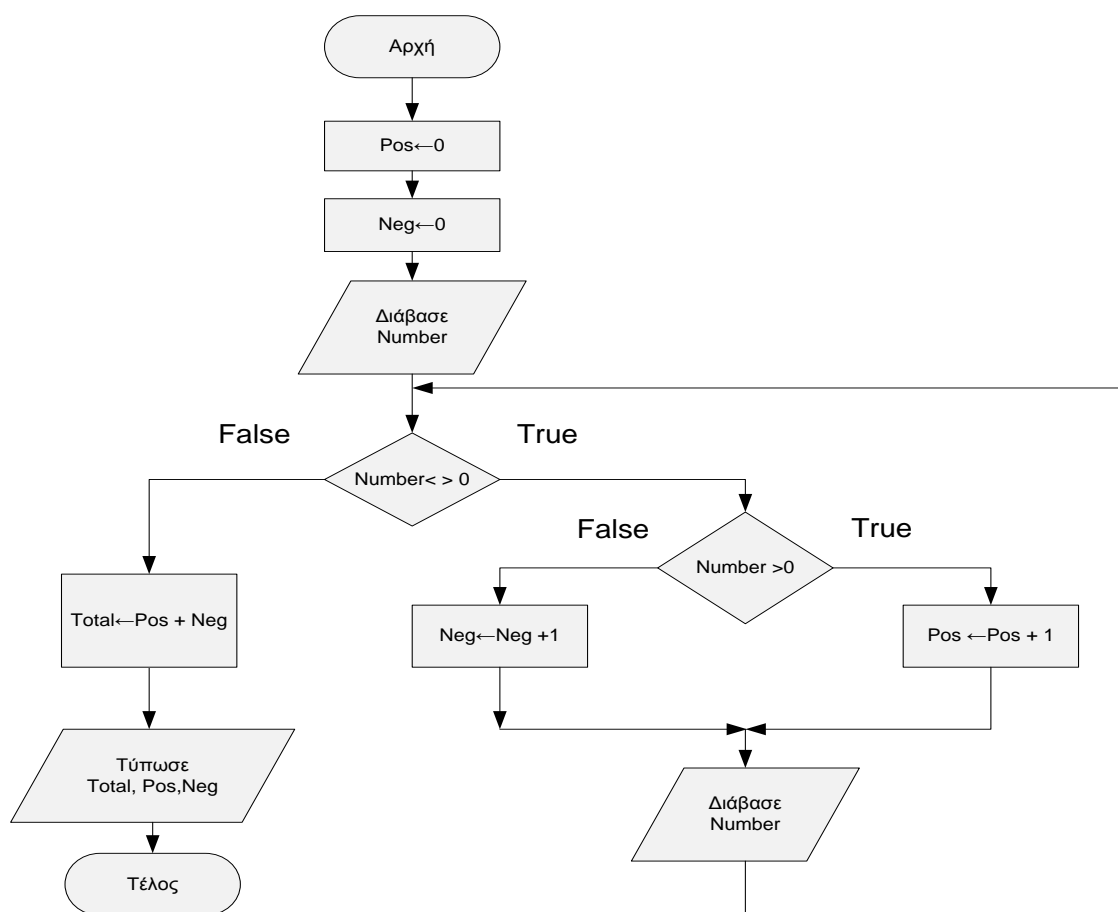 Αρχή
Pos←0
Neg←0
Διάβασε
Number
False
True
Number< > 0
False
True
Number >0
Total←Pos + Neg
Neg←Neg +1
Pos ←Pos + 1
Τύπωσε
Total, Pos,Neg
Διάβασε
Number
Τέλος